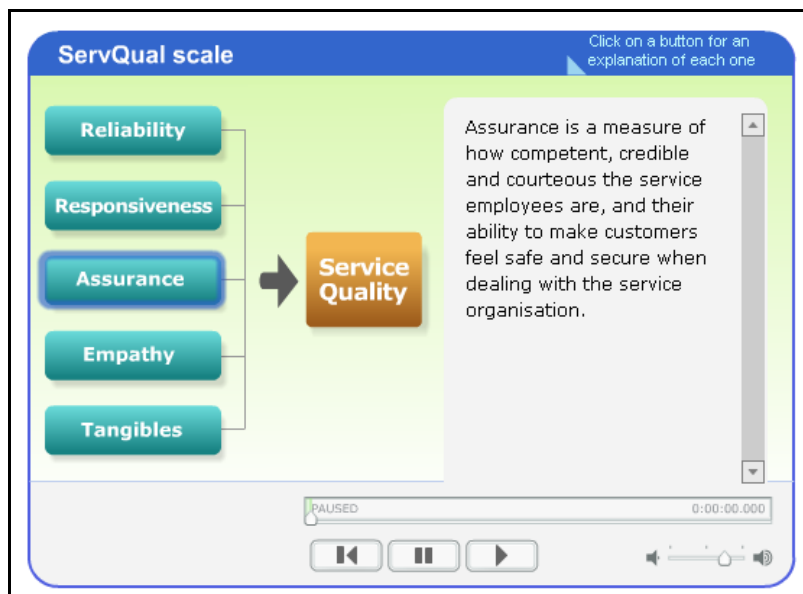 ServQual scale
Click on a button for an
explanation of each one
Reliability
Responsiveness
Assurance
Empathy
Tangibles
Service
Quality
Assurance is a measure of
how competent, credible
and courteous the service
employees are, and their
ability to make customers
feel safe and secure when
dealing with the service
organisation.
PAUSED
0:00:00.000